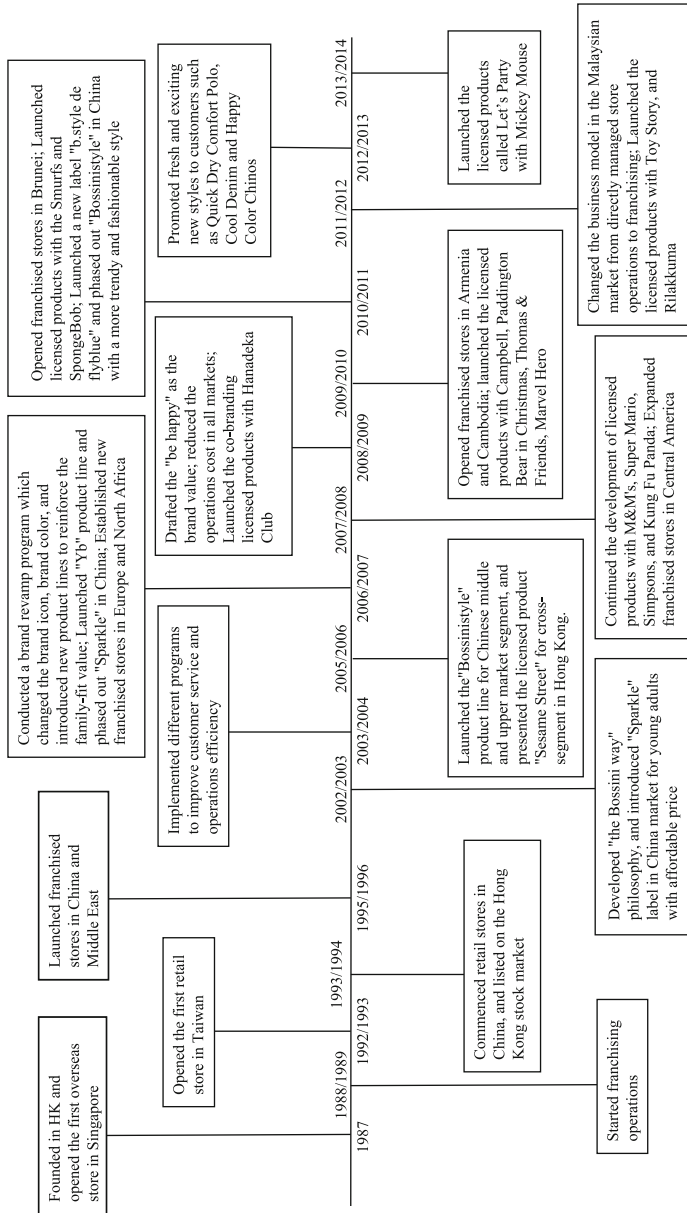 Founded in HK and
opened the first overseas
store in Singapore
Opened the first retail
store in Taiwan
Launched franchised
stores in China and
Middle East
Implemented different programs
to improve customer service and
operations efficiency
Conducted a brand revamp program which
changed the brand icon, brand color, and
introduced new product lines to reinforce the
family-fit value; Launched "Yb" product line and
phased out "Sparkle" in China; Established new
franchised stores in Europe and North Africa
Drafted the "be happy" as the
brand value; reduced the
operations cost in all markets;
Launched the co-branding
licensed products with Hanadeka
Club
Opened franchised stores in Brunei; Launched
licensed products with the Smurfs and
SpongeBob; Launched a new label "b.style de
flyblue" and phased out "Bossinistyle" in China
with a more trendy and fashionable style
Promoted fresh and exciting
new styles to customers such
as Quick Dry Comfort Polo,
Cool Denim and Happy
Color Chinos
1987
1988/1989
1992/1993
1993/1994
1995/1996
2002/2003
2003/2004
2005/2006
2006/2007
2007/2008
2008/2009
2009/2010
2010/2011
2011/2012
2012/2013
2013/2014
Started franchising
operations
Commenced retail stores in
China, and listed on the Hong
Kong stock market
Developed "the Bossini way"
philosophy, and introduced "Sparkle"
label in China market for young adults
with affordable price
Launched the"Bossinistyle"
product line for Chinese middle
and upper market segment, and
presented the licensed product
"Sesame Street" for cross-
segment in Hong Kong.
Continued the development of licensed
products with M&M's, Super Mario,
Simpsons, and Kung Fu Panda; Expanded
franchised stores in Central America
Opened franchised stores in Armenia
and Cambodia; launched the licensed
products with Campbell, Paddington
Bear in Christmas, Thomas &
Friends, Marvel Hero
Changed the business model in the Malaysian
market from directly managed store
operations to franchising; Launched the
licensed products with Toy Story, and
Rilakkuma
Launched the
licensed products
called Let's Party
with Mickey Mouse